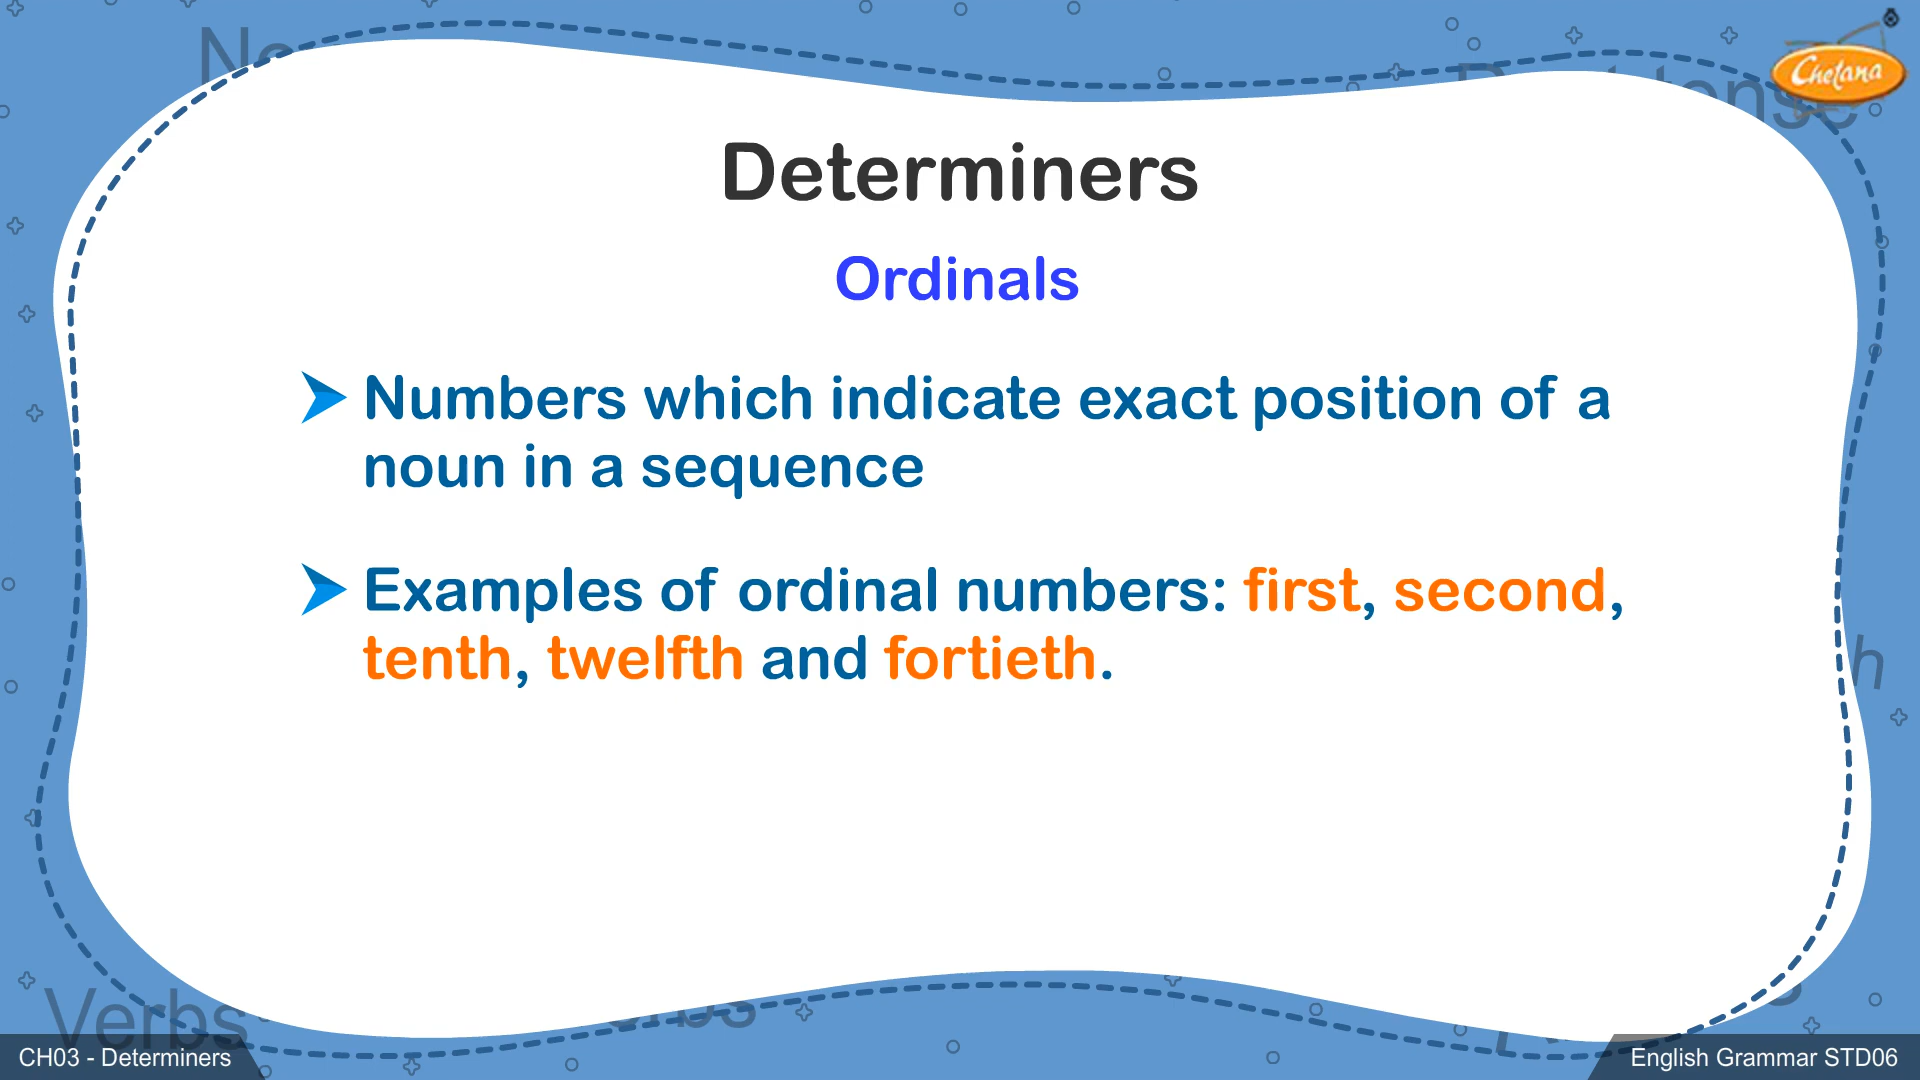 Chetana
Determiners
Ordinals
Numbers which indicate exact position of a
noun in a sequence
Examples of ordinal numbers: first, second,
tenth, twelfth and fortieth.
Verbs
CH03 - Determiners
English Grammar STD06